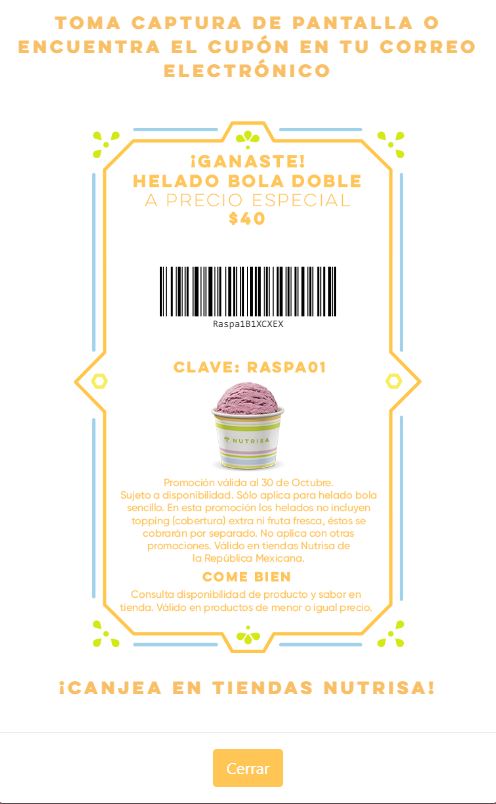 TOMA CAPTURA DE PANTALLA O
ENCUENTRA EL CUPÓN EN TU CORREO
ELECTRÓNICO
¡GANASTE!
HELADO BOLA DOBLE
A PRECIO ESPECIAL
$40
Raspa1B1XCXEX
CLAVE: RASPA01
NUTRISA
Promoción válida al 30 de Octubre.
Sujeto a disponibilidad. Sólo aplica para helado bola
sencilla. En esta promoción los helados no incluyen
topping (cobertura) extra ni fruta fresca, éstos se
cobrarán por separado. No aplica con otras
promociones. Válido en tiendas Nutrisa de
la República Mexicana.
COME BIEN
Consulta disponibilidad de producto y sabor en
tienda. Válido en productos de menor o igual precio.
¡CANJEA EN TIENDAS NUTRISA!
Cerrar